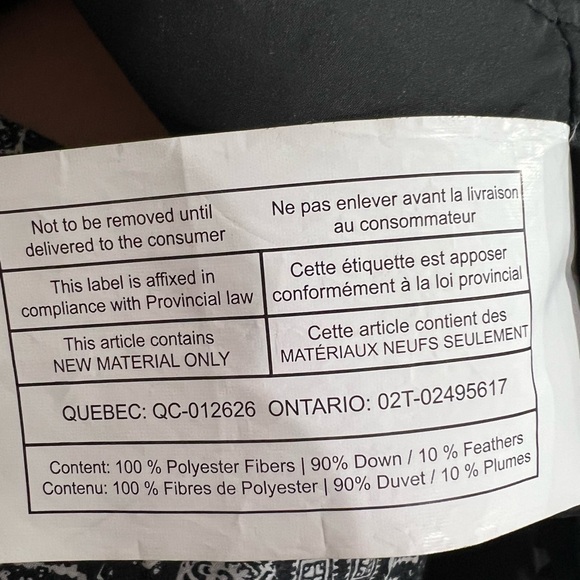 Not to be removed until
delivered to the consumer
Ne pas enlever avant la livraison
au consommateur
This label is affixed in
compliance with Provincial law
Cette étiquette est apposer
conformément à la loi provincial
This article contains
NEW MATERIAL ONLY
Cette article contient des
MATÉRIAUX NEUFS SEULEMENT
QUEBEC: QC-012626 ONTARIO: 02T-02495617
Content: 100 % Polyester Fibers | 90% Down / 10 % Feathers
Contenu: 100 % Fibres de Polyester | 90% Duvet / 10 % Plumes